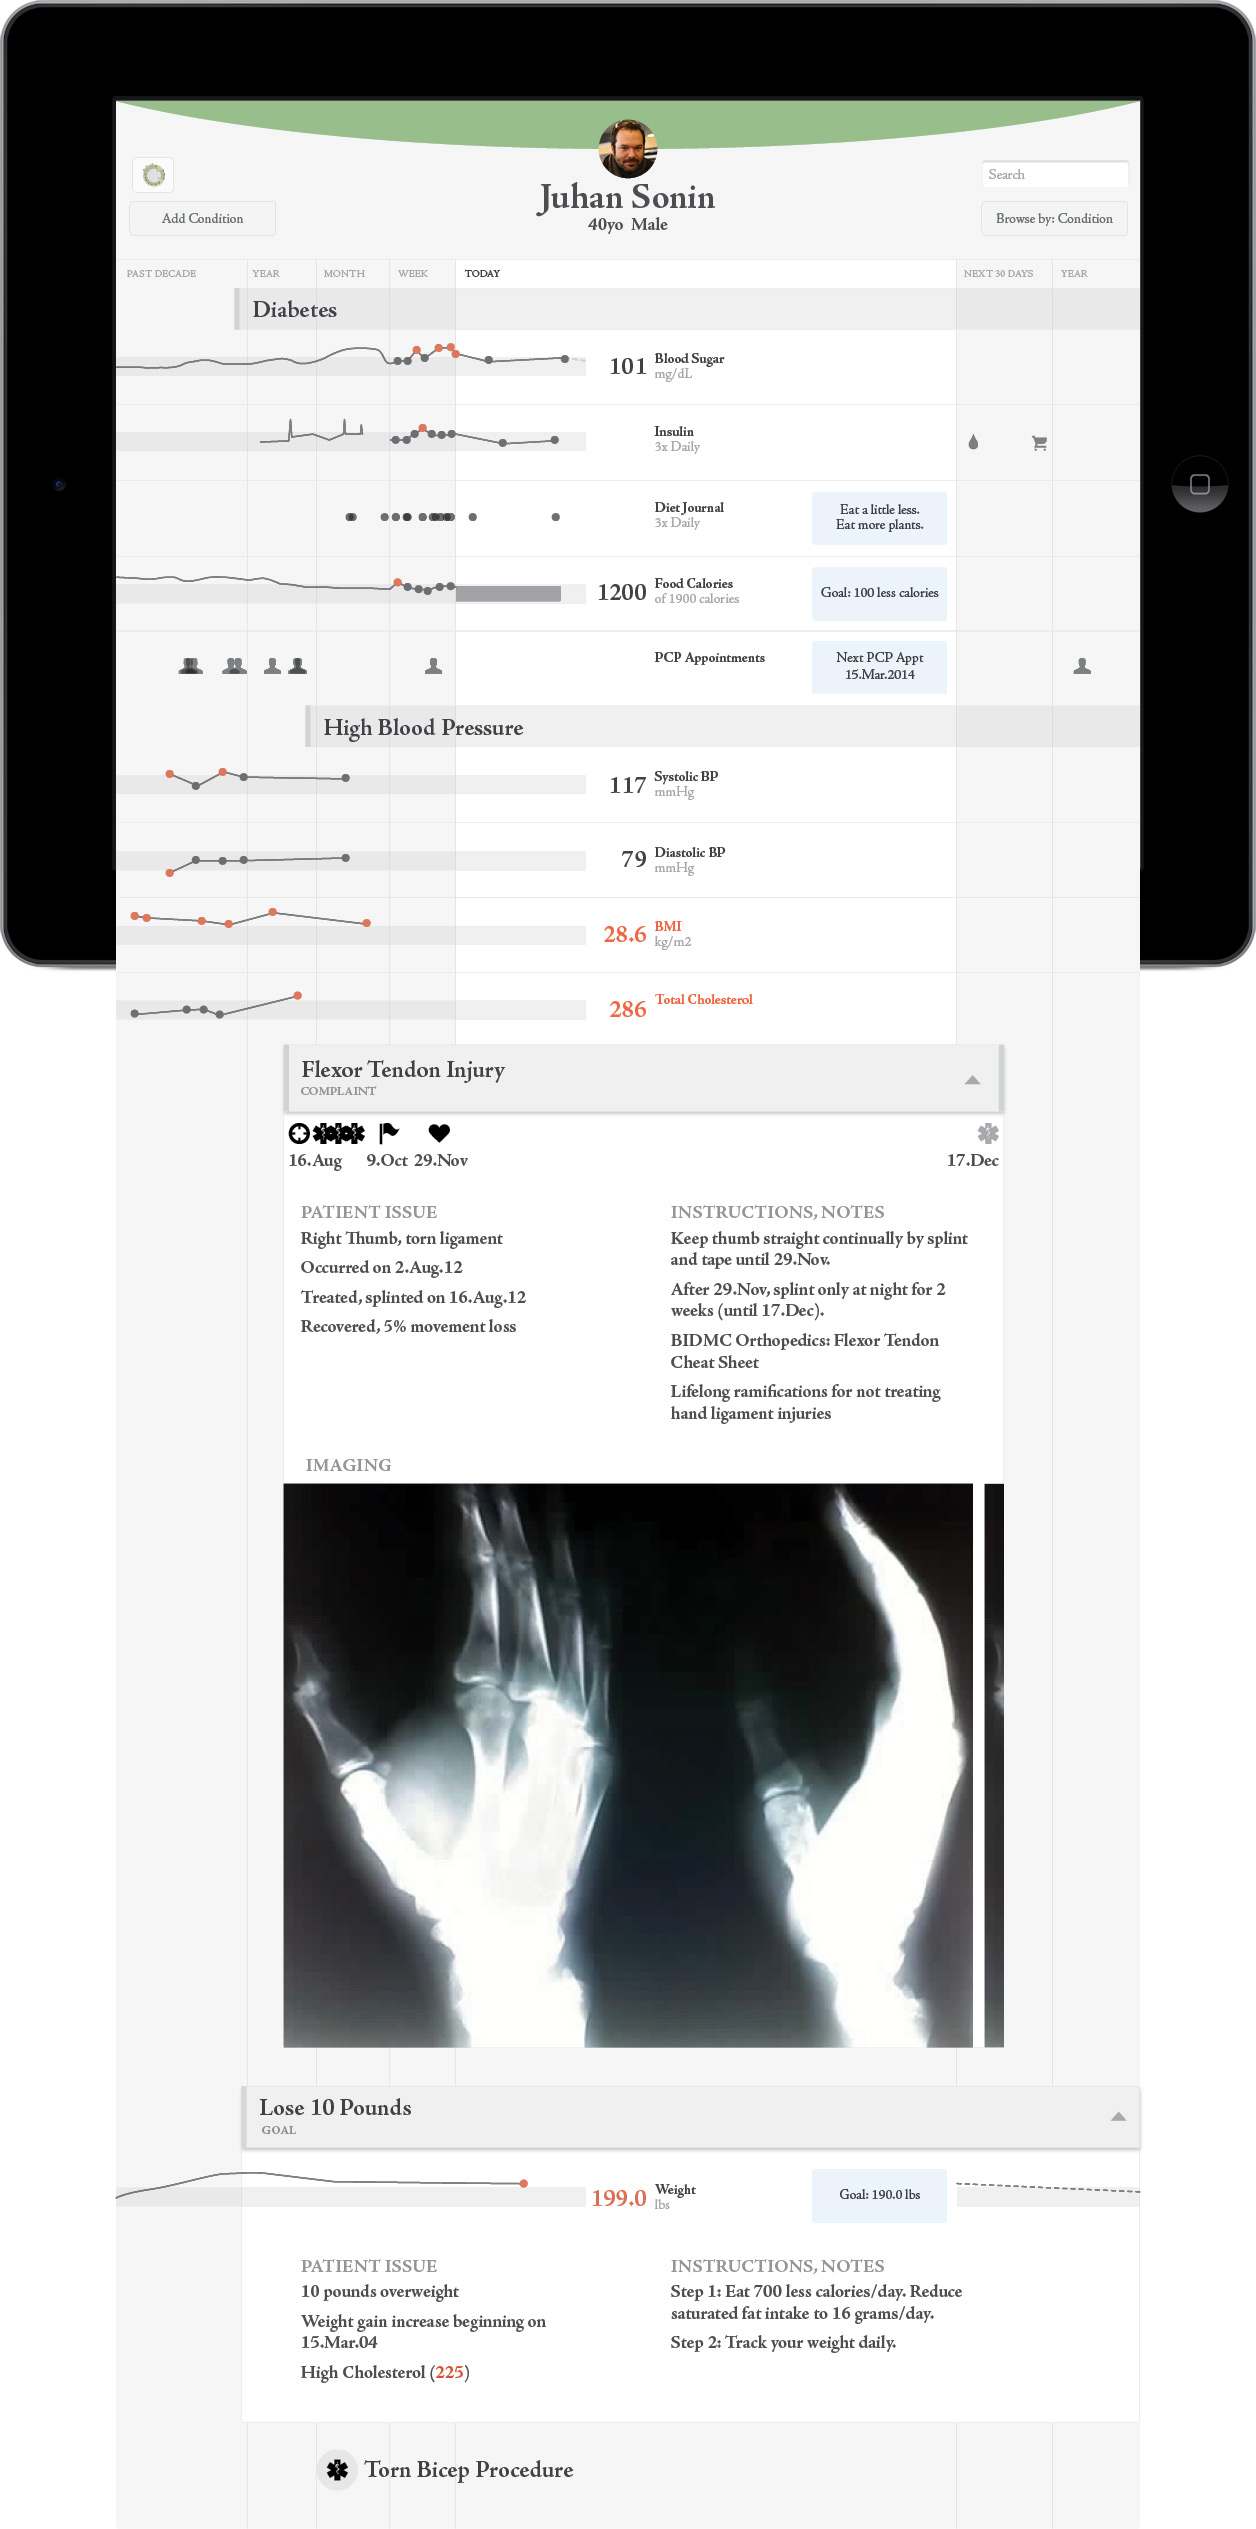 Juhan Sonin
40yo Male
Add Condition
Search
Browse by: Condition
PAST DECADE
YEAR
MONTH
WEEK
TODAY
NEXT 30 DAYS
YEAR
Diabetes
101
Blood Sugar
mg/dL
Insulin
3x Daily
Diet Journal
3x Daily
Eat a little less.
Eat more plants.
1200
Food Calories
of 1900 calories
Goal: 100 less calories
PCP Appointments
Next PCP Appt
15.Mar.2014
High Blood Pressure
117
Systolic BP
mmHg
79
Diastolic BP
mmHg
28.6
BMI
kg/m2
286
Total Cholesterol
Flexor Tendon Injury
COMPLAINT
16.Aug
9.Oct
29.Nov
17.Dec
PATIENT ISSUE
Right Thumb, torn ligament
Occurred on 2.Aug.12
Treated, splinted on 16.Aug.12
Recovered, 5% movement loss
INSTRUCTIONS, NOTES
Keep thumb straight continually by splint
and tape until 29.Nov.
After 29.Nov, splint only at night for 2
weeks (until 17.Dec).
BIDMC Orthopedics: Flexor Tendon
Cheat Sheet
Lifelong ramifications for not treating
hand ligament injuries
IMAGING
Lose 10 Pounds
GOAL
199.0
Weight
lbs
Goal: 190.0 lbs
PATIENT ISSUE
10 pounds overweight
Weight gain increase beginning on
15.Mar.04
High Cholesterol (225)
INSTRUCTIONS, NOTES
Step 1: Eat 700 less calories/day. Reduce
saturated fat intake to 16 grams/day.
Step 2: Track your weight daily.
Torn Bicep Procedure